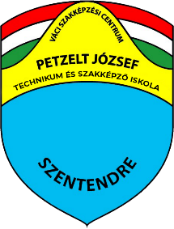 VÁCI SZAKKÉPZÉSI CENTRUM
PETZELT JÓZSEF
TECHNIKUM ÉS SZAKKÉPZŐ ISKOLA
SZENTENDRE